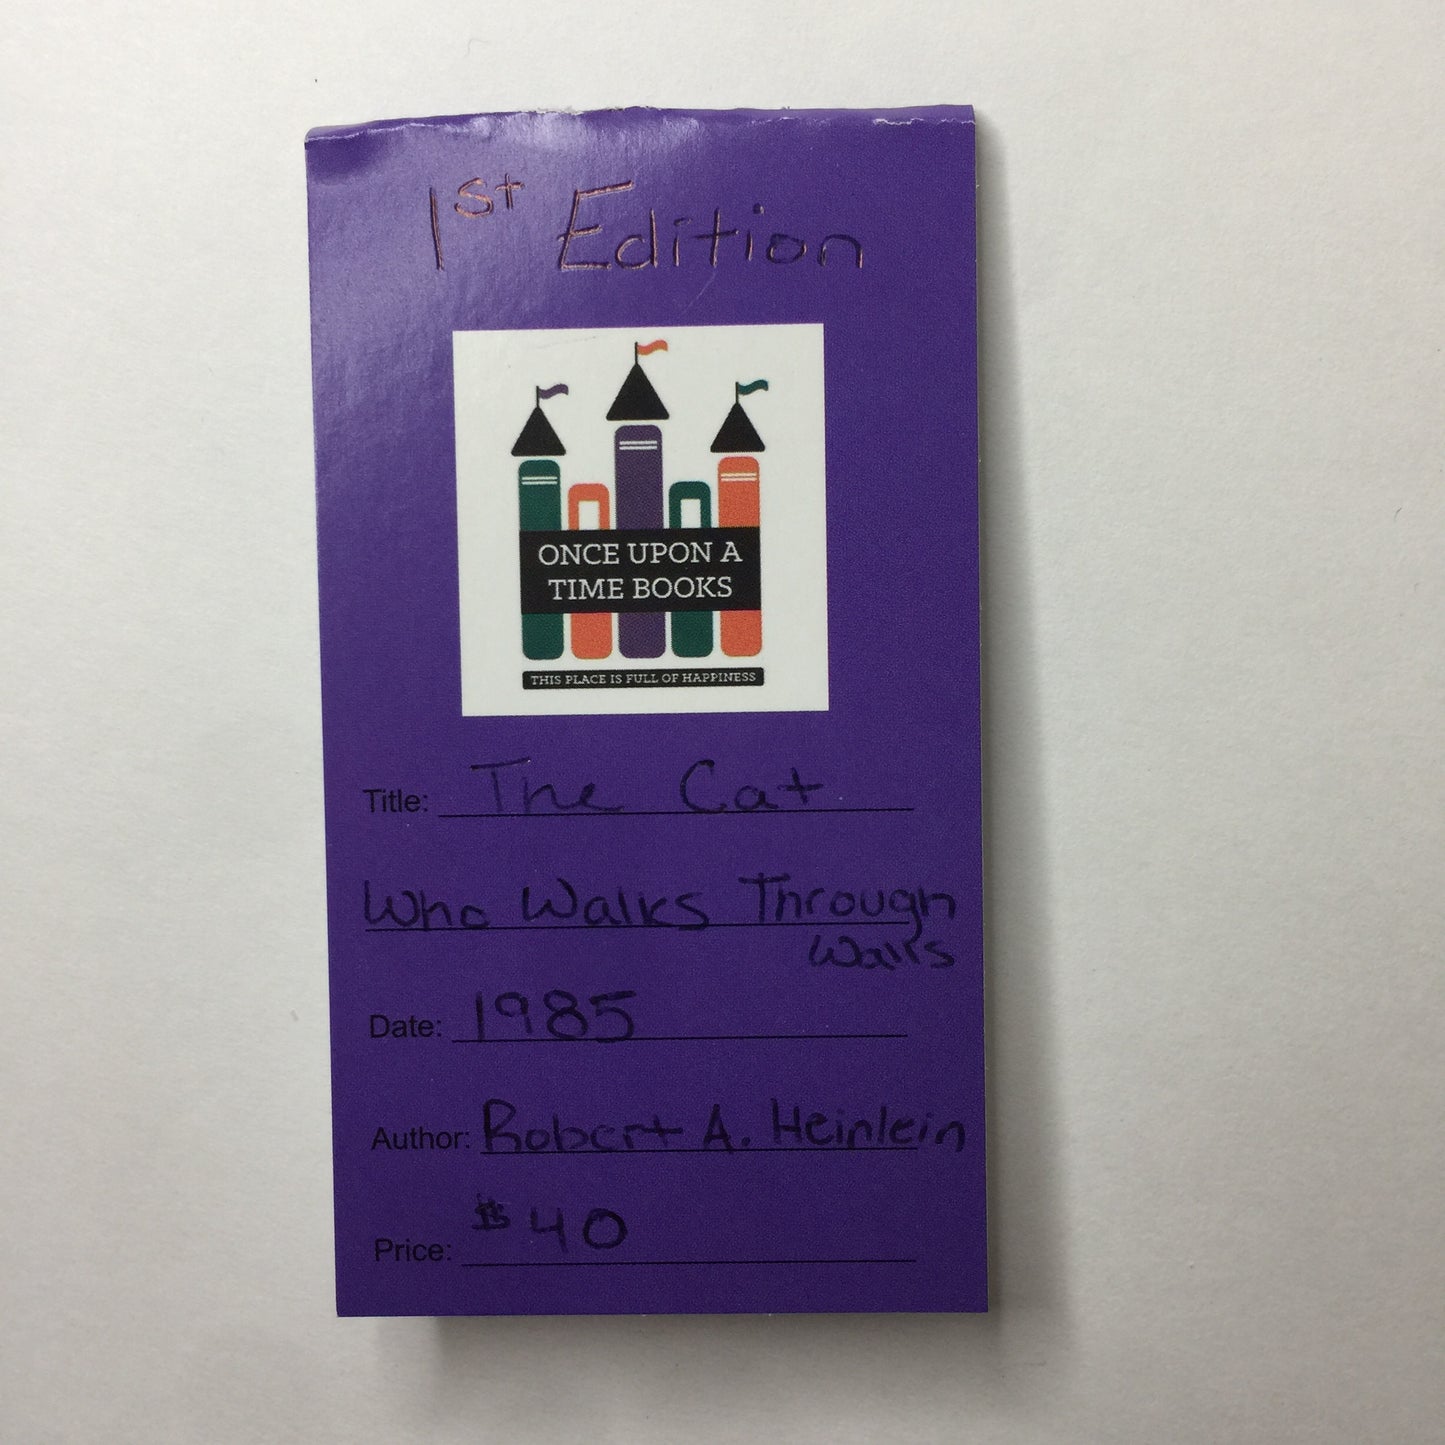 1st Edition
ONCE UPON A
TIME BOOKS
THIS PLACE IS FULL OF HAPPINESS
Title: The Cat
Who Walks Through
Walls
Date: 1985
Author: Robert A. Heinlein
Price: $40